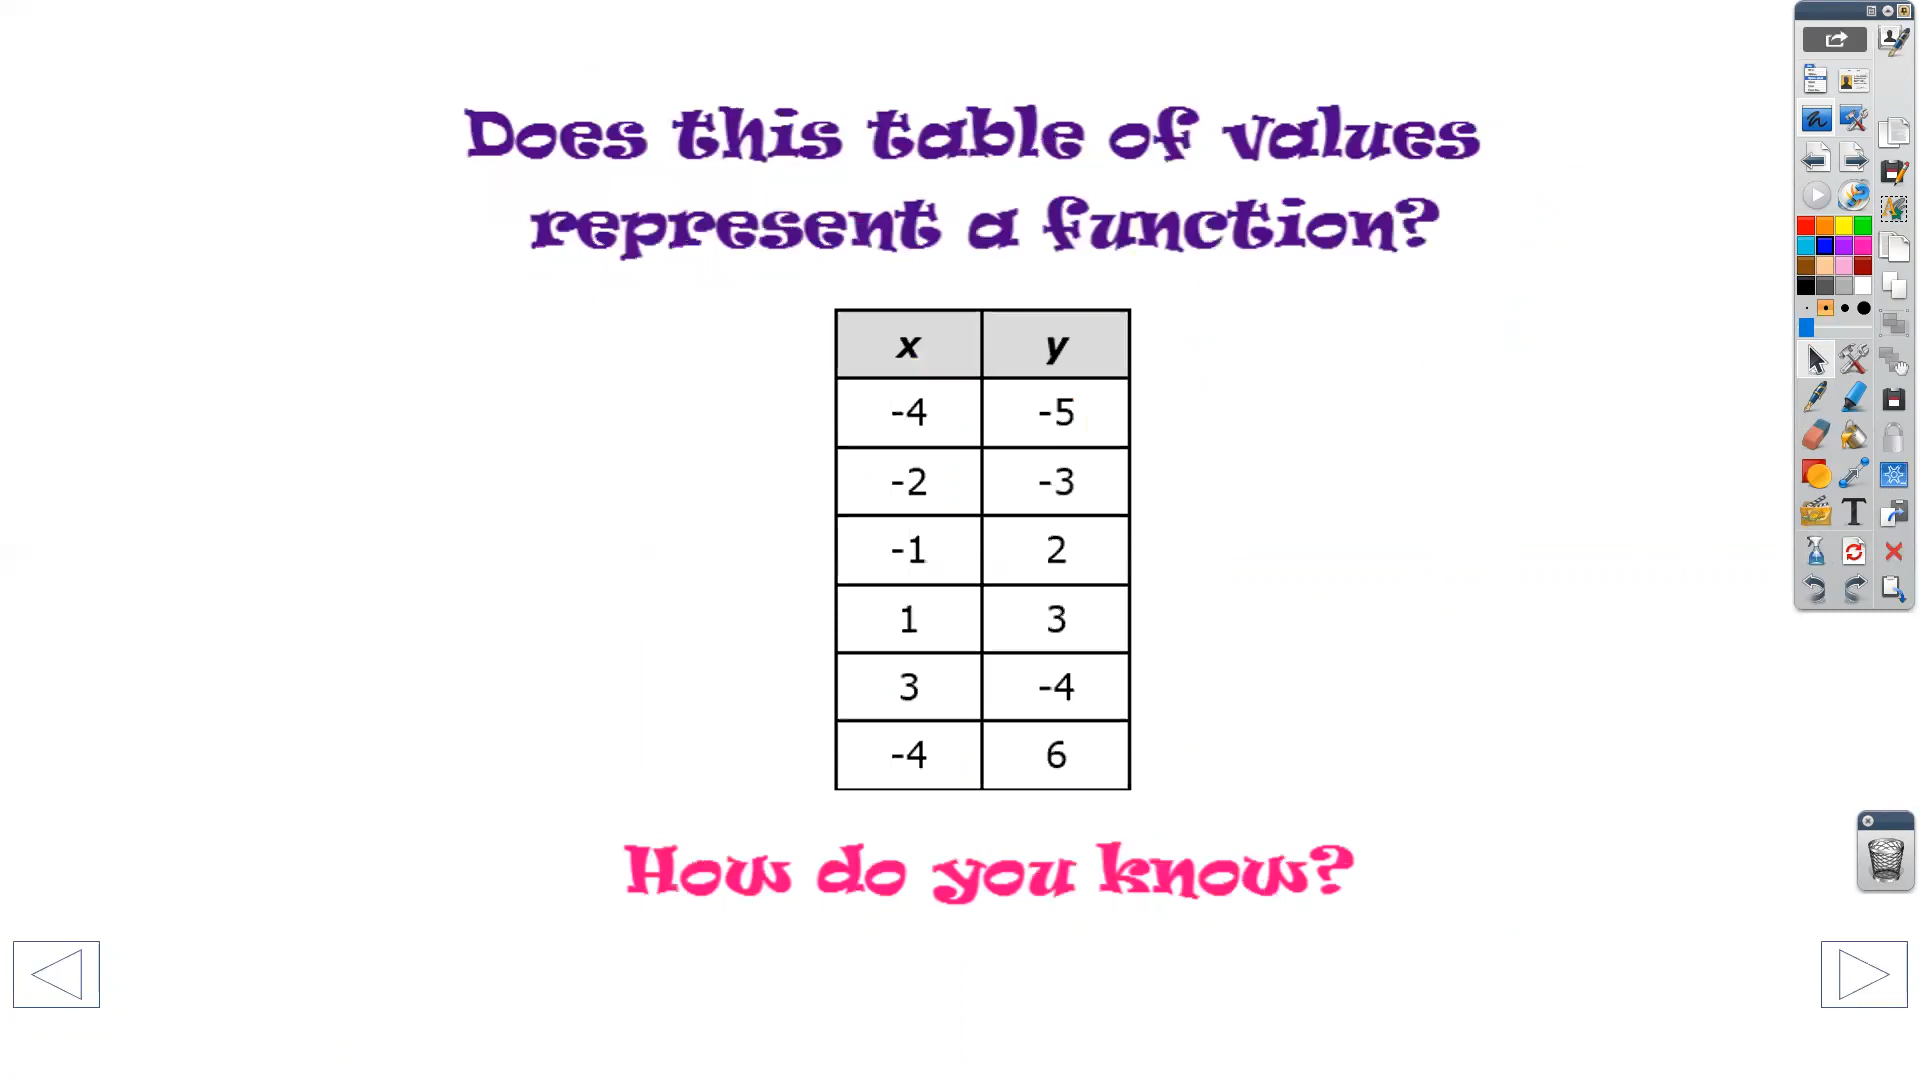 Does this table of values
represent a function?
x y
-4 -5
-2 -3
-1 2
1 3
3 -4
-4 6
How do you know?
T